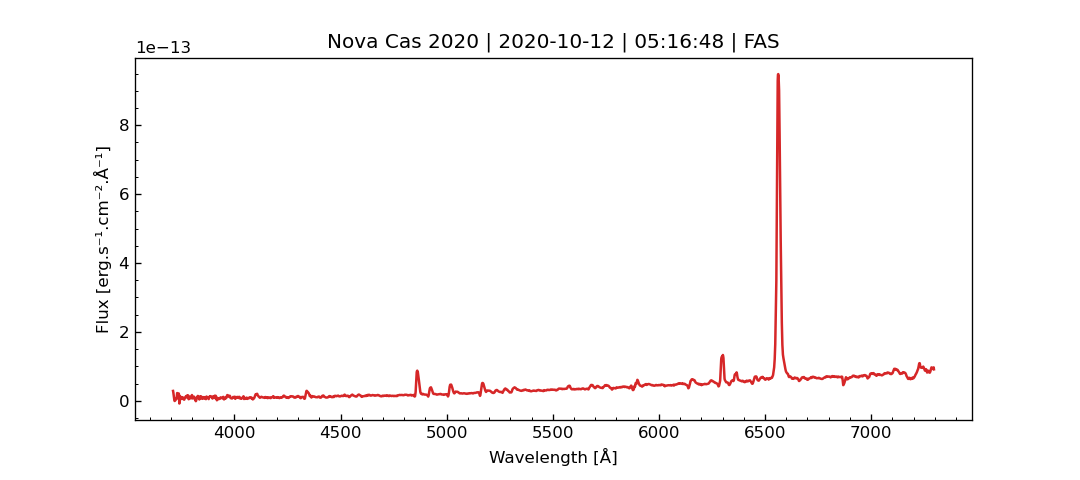 Nova Cas 2020 | 2020-10-12 | 05:16:48 | FAS
1e−13
8
6
4
2
0
Flux [erg.s⁻¹.cm⁻².Å⁻¹]
4000 4500 5000 5500 6000 6500 7000
Wavelength [Å]